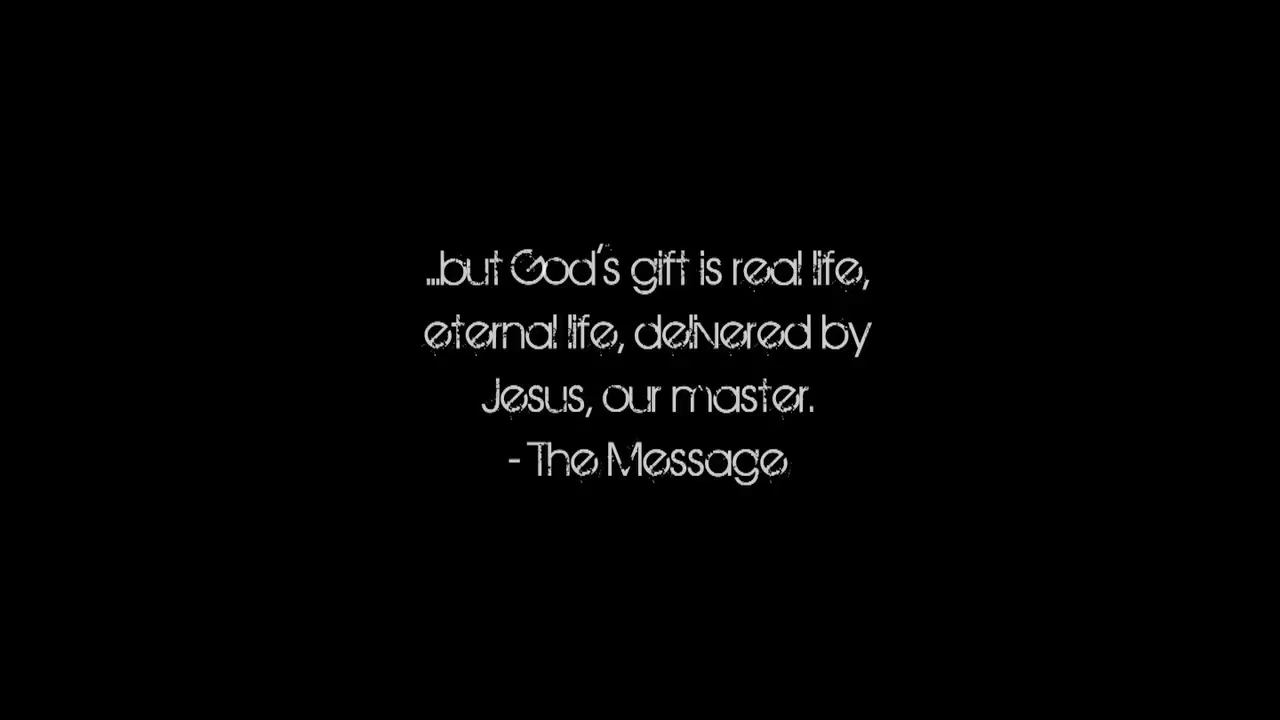 ...but God's gift is real life,
eternal life, delivered by
Jesus, our master.
- The Message